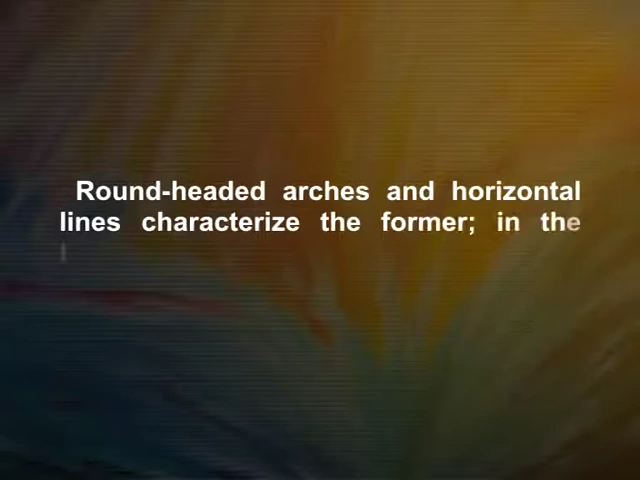 Round-headed arches and horizontal
lines characterize the former; in the